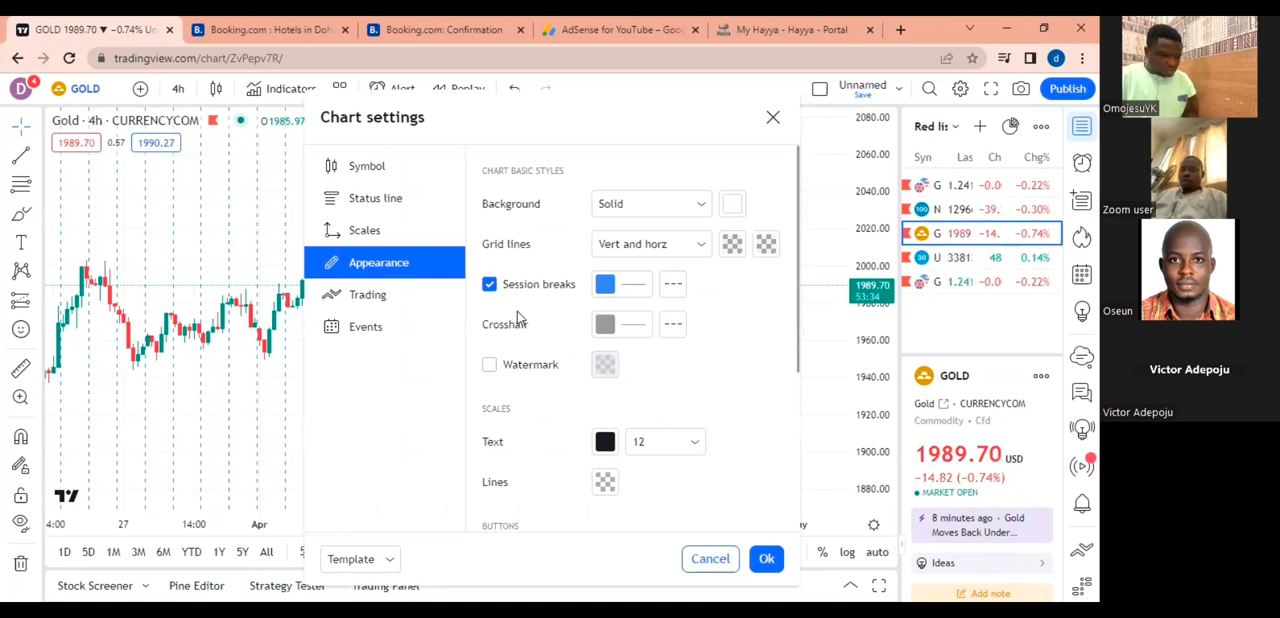 GOLD 1989.70 ▼ −0.74% Un
Booking.com : Hotels in Doh
Booking.com: Confirmation
AdSense for YouTube – Goo
My Hayya - Hayya - Portal
tradingview.com/chart/ZvPepv7R/
d
D
4
GOLD
4h
Indicators
Alert
Replay
Unnamed
Save
Publish
Gold · 4h · CURRENCYCOM
O1985.97
1989.70
0.57
1990.27
Chart settings
Symbol
Status line
Scales
Appearance
Trading
Events
CHART BASIC STYLES
Background
Solid
Grid lines
Vert and horz
Session breaks
Crosshair
Watermark
SCALES
Text
12
Lines
BUTTONS
Template
Cancel
Ok
2080.00
2060.00
2040.00
2020.00
2000.00
1989.70
53:34
1980.00
1960.00
1940.00
1920.00
1900.00
1880.00
4:00
27
14:00
Apr
1D
5D
1M
3M
6M
YTD
1Y
5Y
All
%
log
auto
Stock Screener
Pine Editor
Strategy Tester
Trading Panel
Red lis
Syn
Las
Ch
Chg%
G 1.241 −0.0 −0.22%
N 1296 −39. −0.30%
G 1989 −14. −0.74%
U 3381 48 0.14%
G 1.241 −0.0 −0.22%
GOLD
Gold
CURRENCYCOM
Commodity • Cfd
1989.70 USD
−14.82 (−0.74%)
MARKET OPEN
8 minutes ago · Gold
Moves Back Under...
Ideas
Add note
OmojesuYK
Zoom user
Oseun
Victor Adepoju
Victor Adepoju